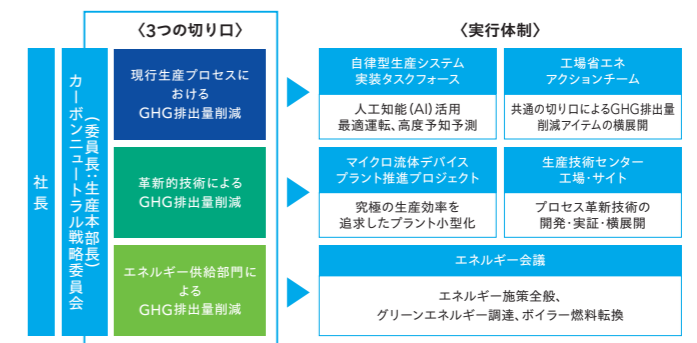 〈3つの切り口〉
〈実行体制〉
社長
カーボンニュートラル戦略委員会
（委員長：生産本部長）
現行生産プロセスに
おける
GHG排出量削減
自律型生産システム
実装タスクフォース
人工知能（AI）活用
最適運転、高度予知予測
工場省エネ
アクションチーム
共通の切り口によるGHG排出量
削減アイテムの横展開
革新的技術による
GHG排出量削減
マイクロ流体デバイス
プラント推進プロジェクト
究極の生産効率を
追求したプラント小型化
生産技術センター
工場・サイト
プロセス革新技術の
開発・実証・横展開
エネルギー供給部門に
よる
GHG排出量削減
エネルギー会議
エネルギー施策全般、
グリーンエネルギー調達、ボイラー燃料転換